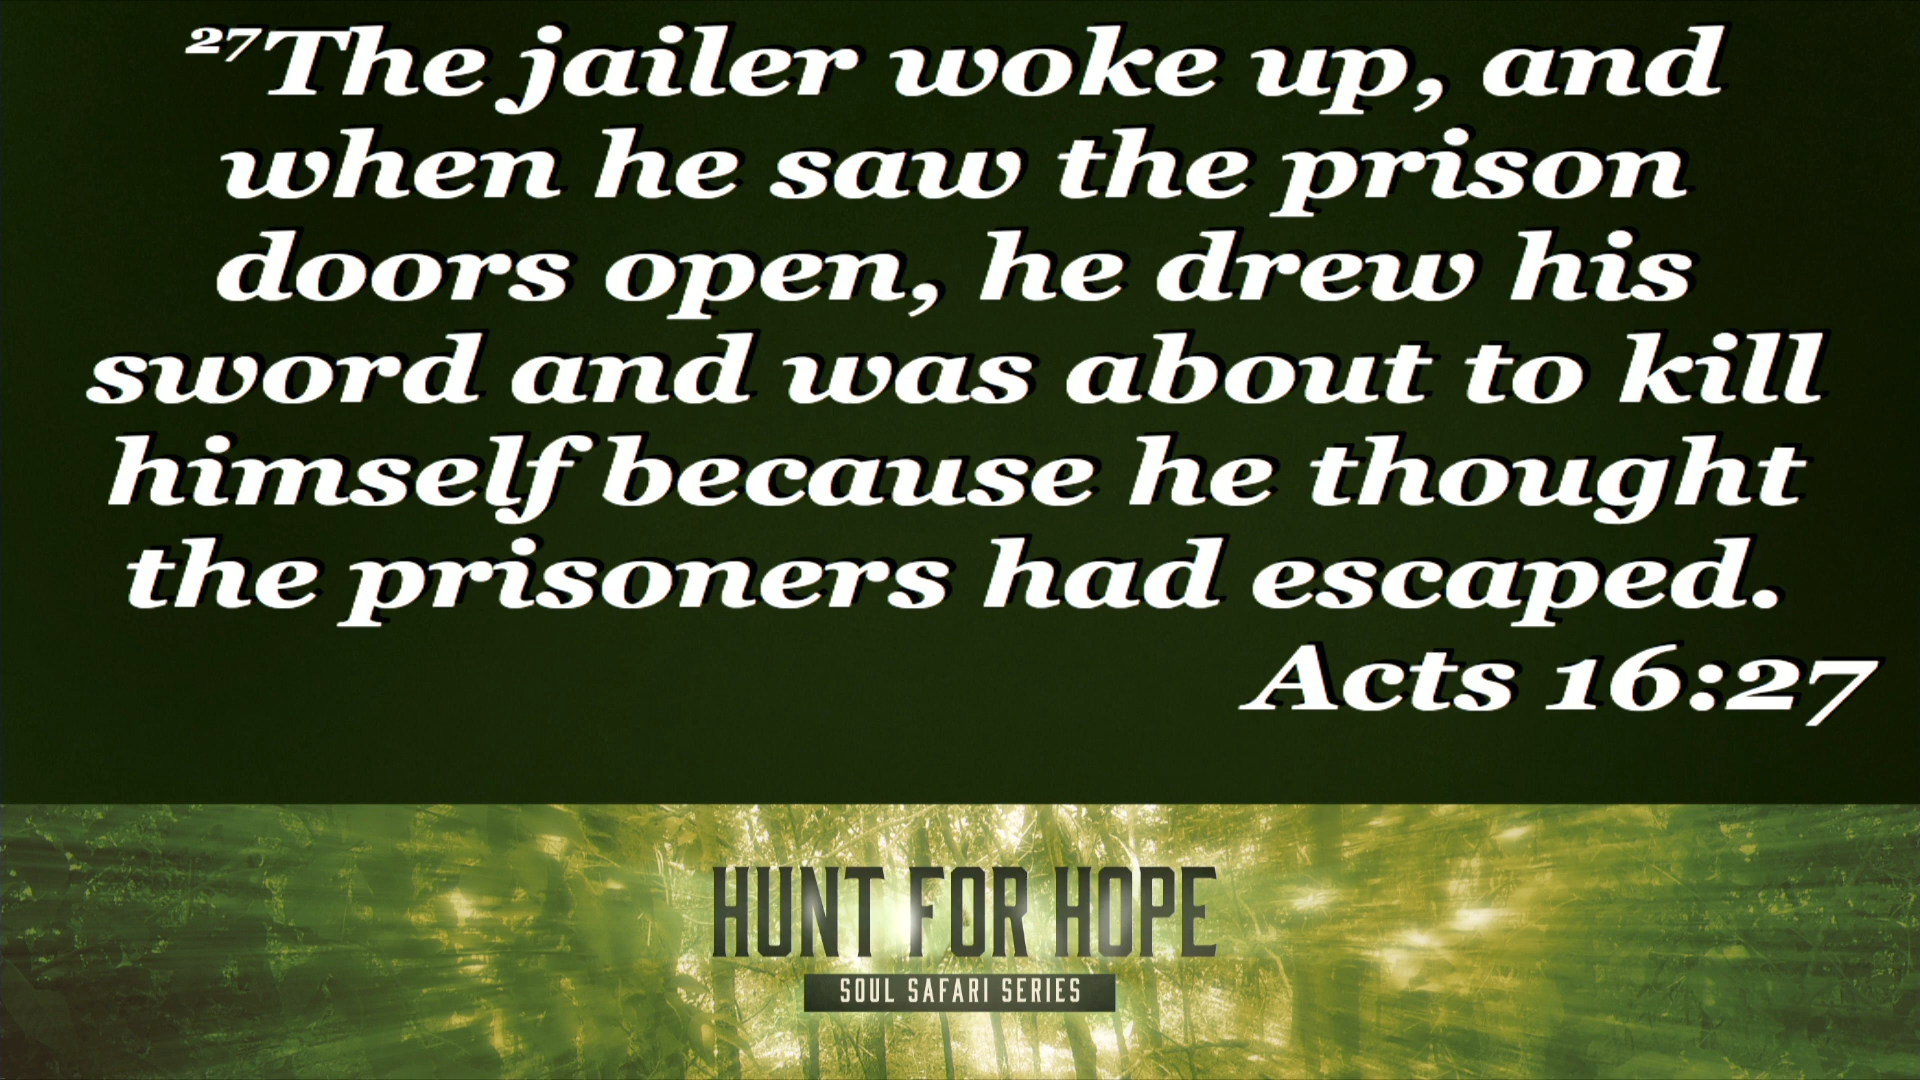 ²⁷The jailer woke up, and
when he saw the prison
doors open, he drew his
sword and was about to kill
himself because he thought
the prisoners had escaped.
Acts 16:27
HUNT FOR HOPE
SOUL SAFARI SERIES